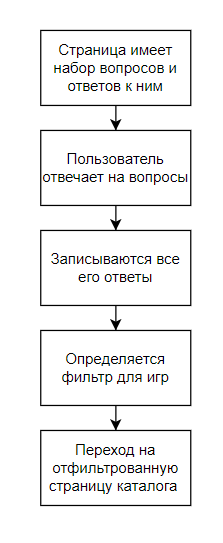 Страница имеет
набор вопросов и
ответов к ним
Пользователь
отвечает на вопросы
Записываются все
его ответы
Определяется
фильтр для игр
Переход на
отфильтрованную
страницу каталога